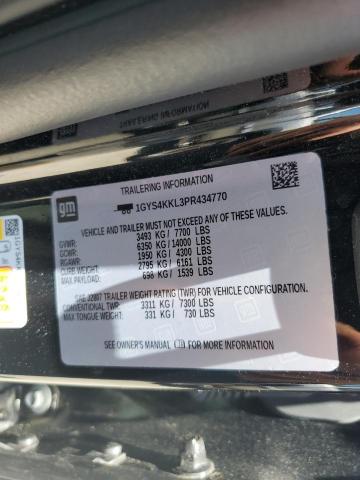 TRAILERING INFORMATION
gm
1GYS4KKL3PR434770
VEHICLE AND TRAILER MUST NOT EXCEED ANY OF THESE VALUES.
GVWR: 3493 KG / 7700 LBS
GCWR: 6350 KG / 14000 LBS
RGAWR: 1950 KG / 4300 LBS
CURB WEIGHT: 2795 KG / 6161 LBS
MAX PAYLOAD: 698 KG / 1539 LBS
SAE J2807 TRAILER WEIGHT RATING (TWR) FOR VEHICLE CONFIGURATION.
CONVENTIONAL TWR: 3311 KG / 7300 LBS
MAX TONGUE WEIGHT: 331 KG / 730 LBS
SEE OWNER'S MANUAL FOR MORE INFORMATION